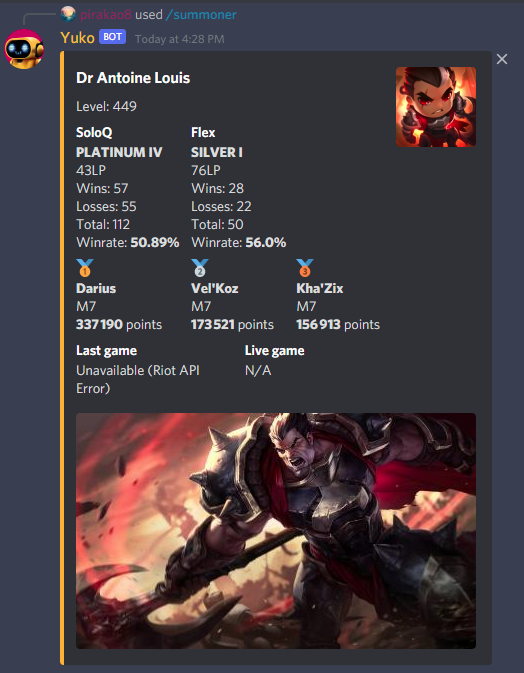 pirakao8 used /summoner
Yuko BOT Today at 4:28 PM
Dr Antoine Louis
Level: 449
SoloQ
PLATINUM IV
43LP
Wins: 57
Losses: 55
Total: 112
Winrate: 50.89%
Flex
SILVER I
76LP
Wins: 28
Losses: 22
Total: 50
Winrate: 56.0%
1
Darius
M7
337 190 points
2
Vel'Koz
M7
173 521 points
3
Kha'Zix
M7
156 913 points
Last game
Unavailable (Riot API
Error)
Live game
N/A